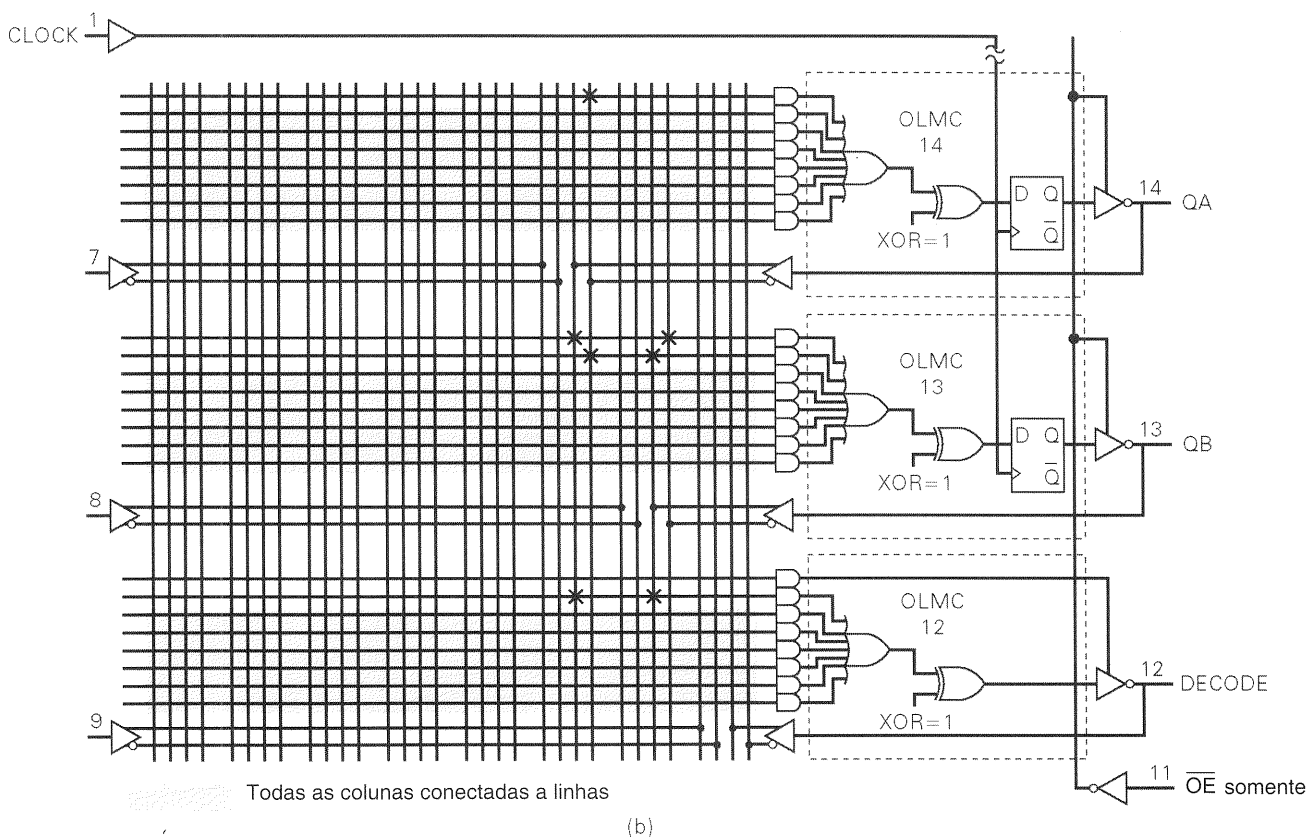 CLOCK
1
OLMC
14
D Q
Q̅
XOR=1
14
QA
7
OLMC
13
D Q
Q̅
XOR=1
13
QB
8
OLMC
12
XOR=1
12
DECODE
9
11
O̅E̅ somente
Todas as colunas conectadas a linhas
(b)